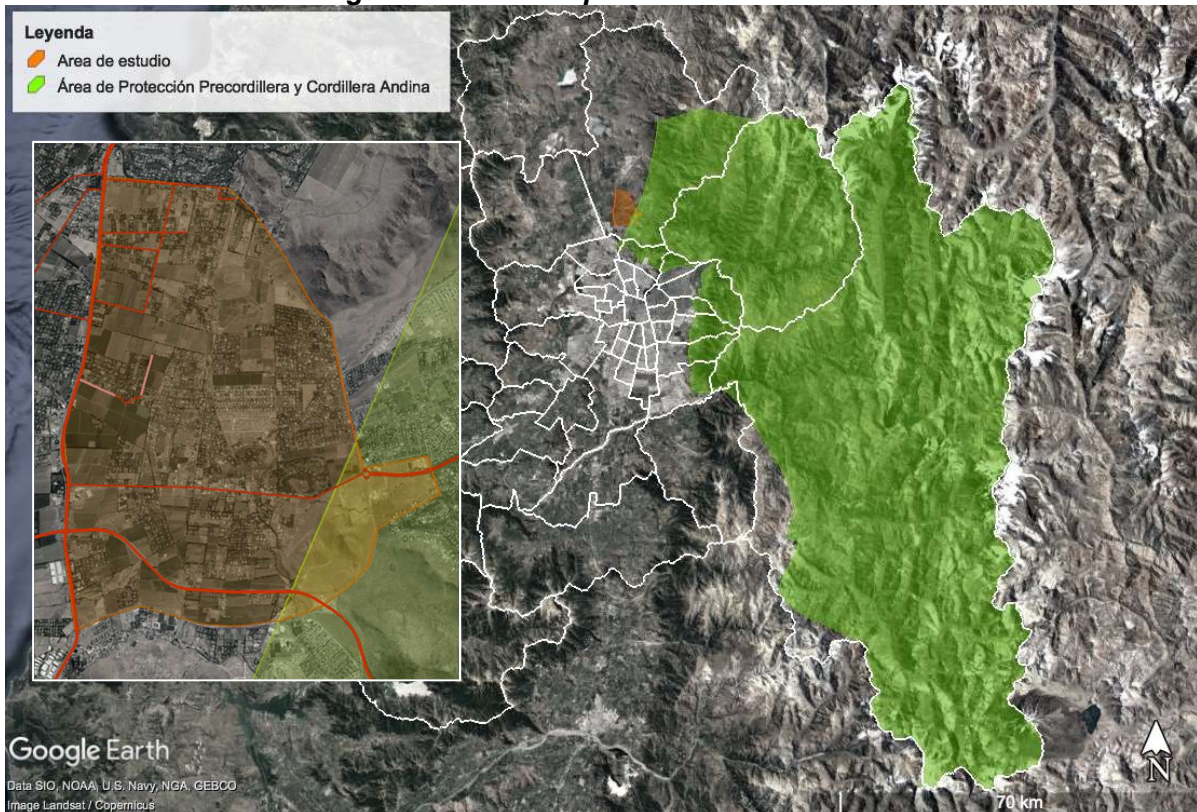 Leyenda
Area de estudio
Área de Protección Precordillera y Cordillera Andina
Google Earth
Data SIO, NOAA, U.S. Navy, NGA, GEBCO
Image Landsat / Copernicus
N
70 km